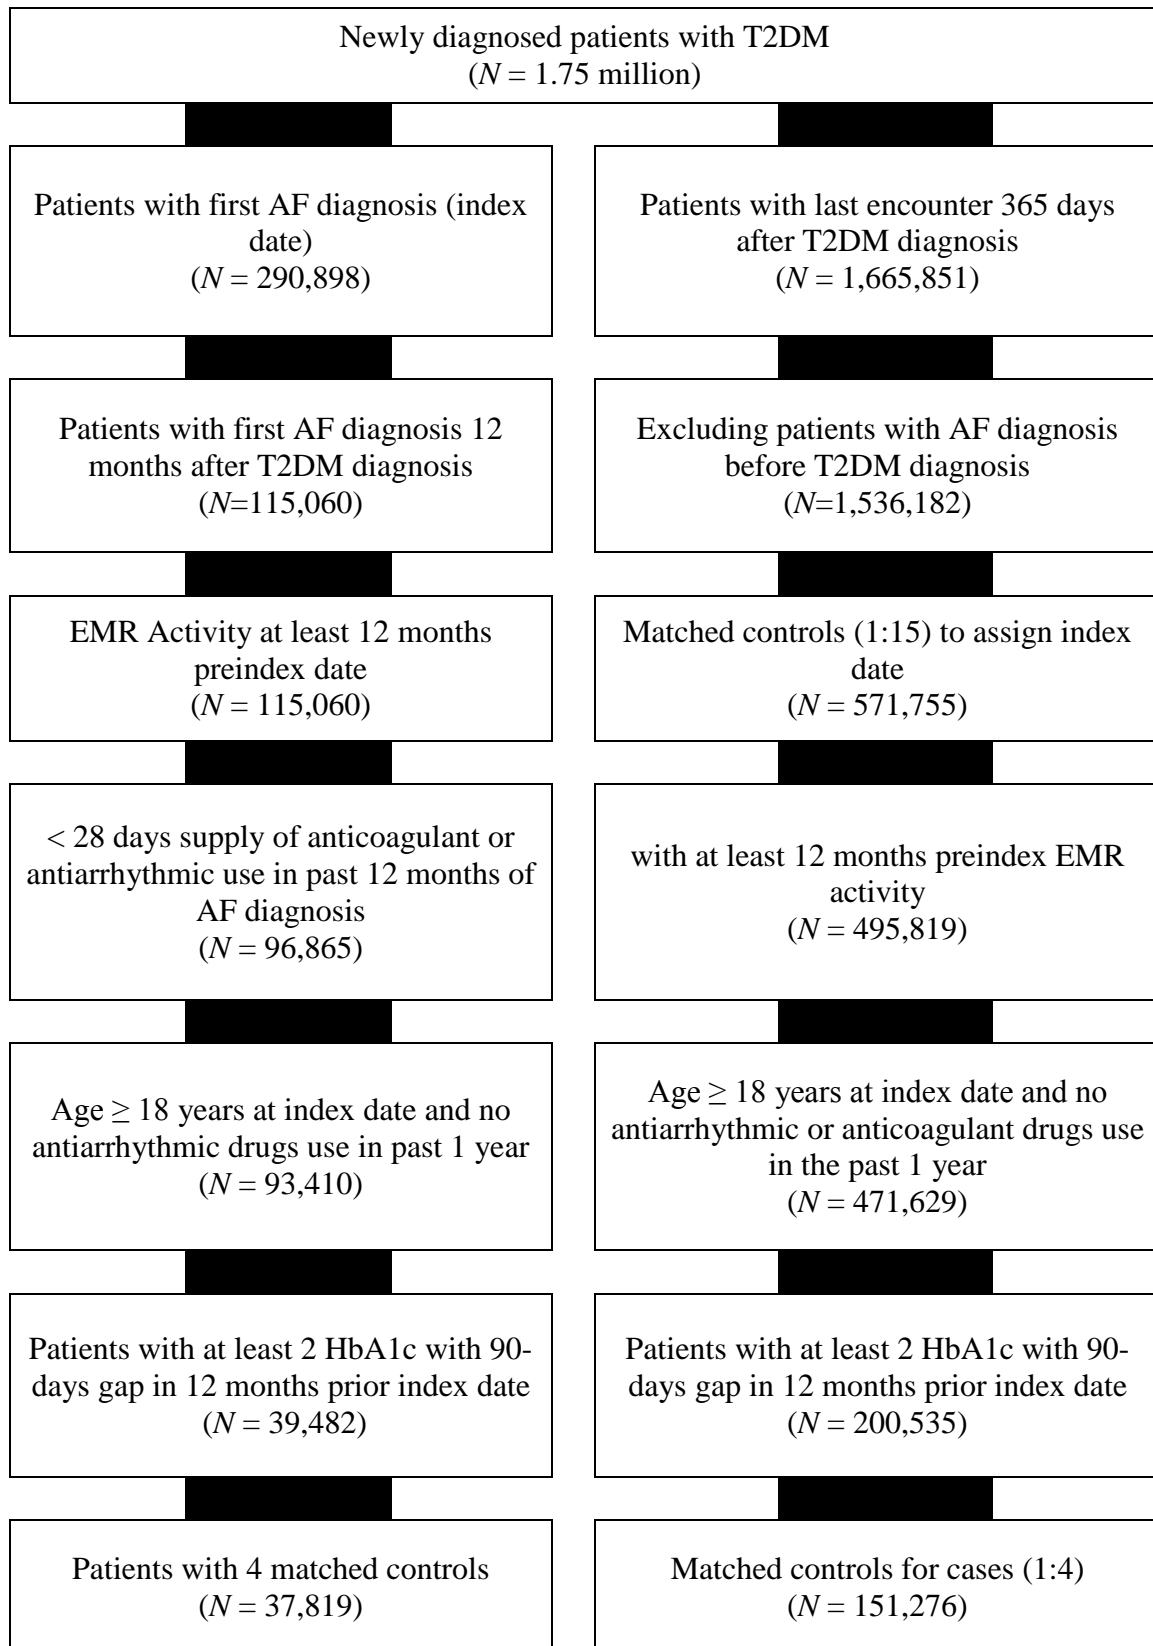 Newly diagnosed patients with T2DM
(N = 1.75 million)
Patients with first AF diagnosis (index
date)
(N = 290,898)
Patients with last encounter 365 days
after T2DM diagnosis
(N = 1,665,851)
Patients with first AF diagnosis 12
months after T2DM diagnosis
(N=115,060)
Excluding patients with AF diagnosis
before T2DM diagnosis
(N=1,536,182)
EMR Activity at least 12 months
preindex date
(N = 115,060)
Matched controls (1:15) to assign index
date
(N = 571,755)
< 28 days supply of anticoagulant or
antiarrhythmic use in past 12 months of
AF diagnosis
(N = 96,865)
with at least 12 months preindex EMR
activity
(N = 495,819)
Age ≥ 18 years at index date and no
antiarrhythmic drugs use in past 1 year
(N = 93,410)
Age ≥ 18 years at index date and no
antiarrhythmic or anticoagulant drugs use
in the past 1 year
(N = 471,629)
Patients with at least 2 HbA1c with 90-
days gap in 12 months prior index date
(N = 39,482)
Patients with at least 2 HbA1c with 90-
days gap in 12 months prior index date
(N = 200,535)
Patients with 4 matched controls
(N = 37,819)
Matched controls for cases (1:4)
(N = 151,276)